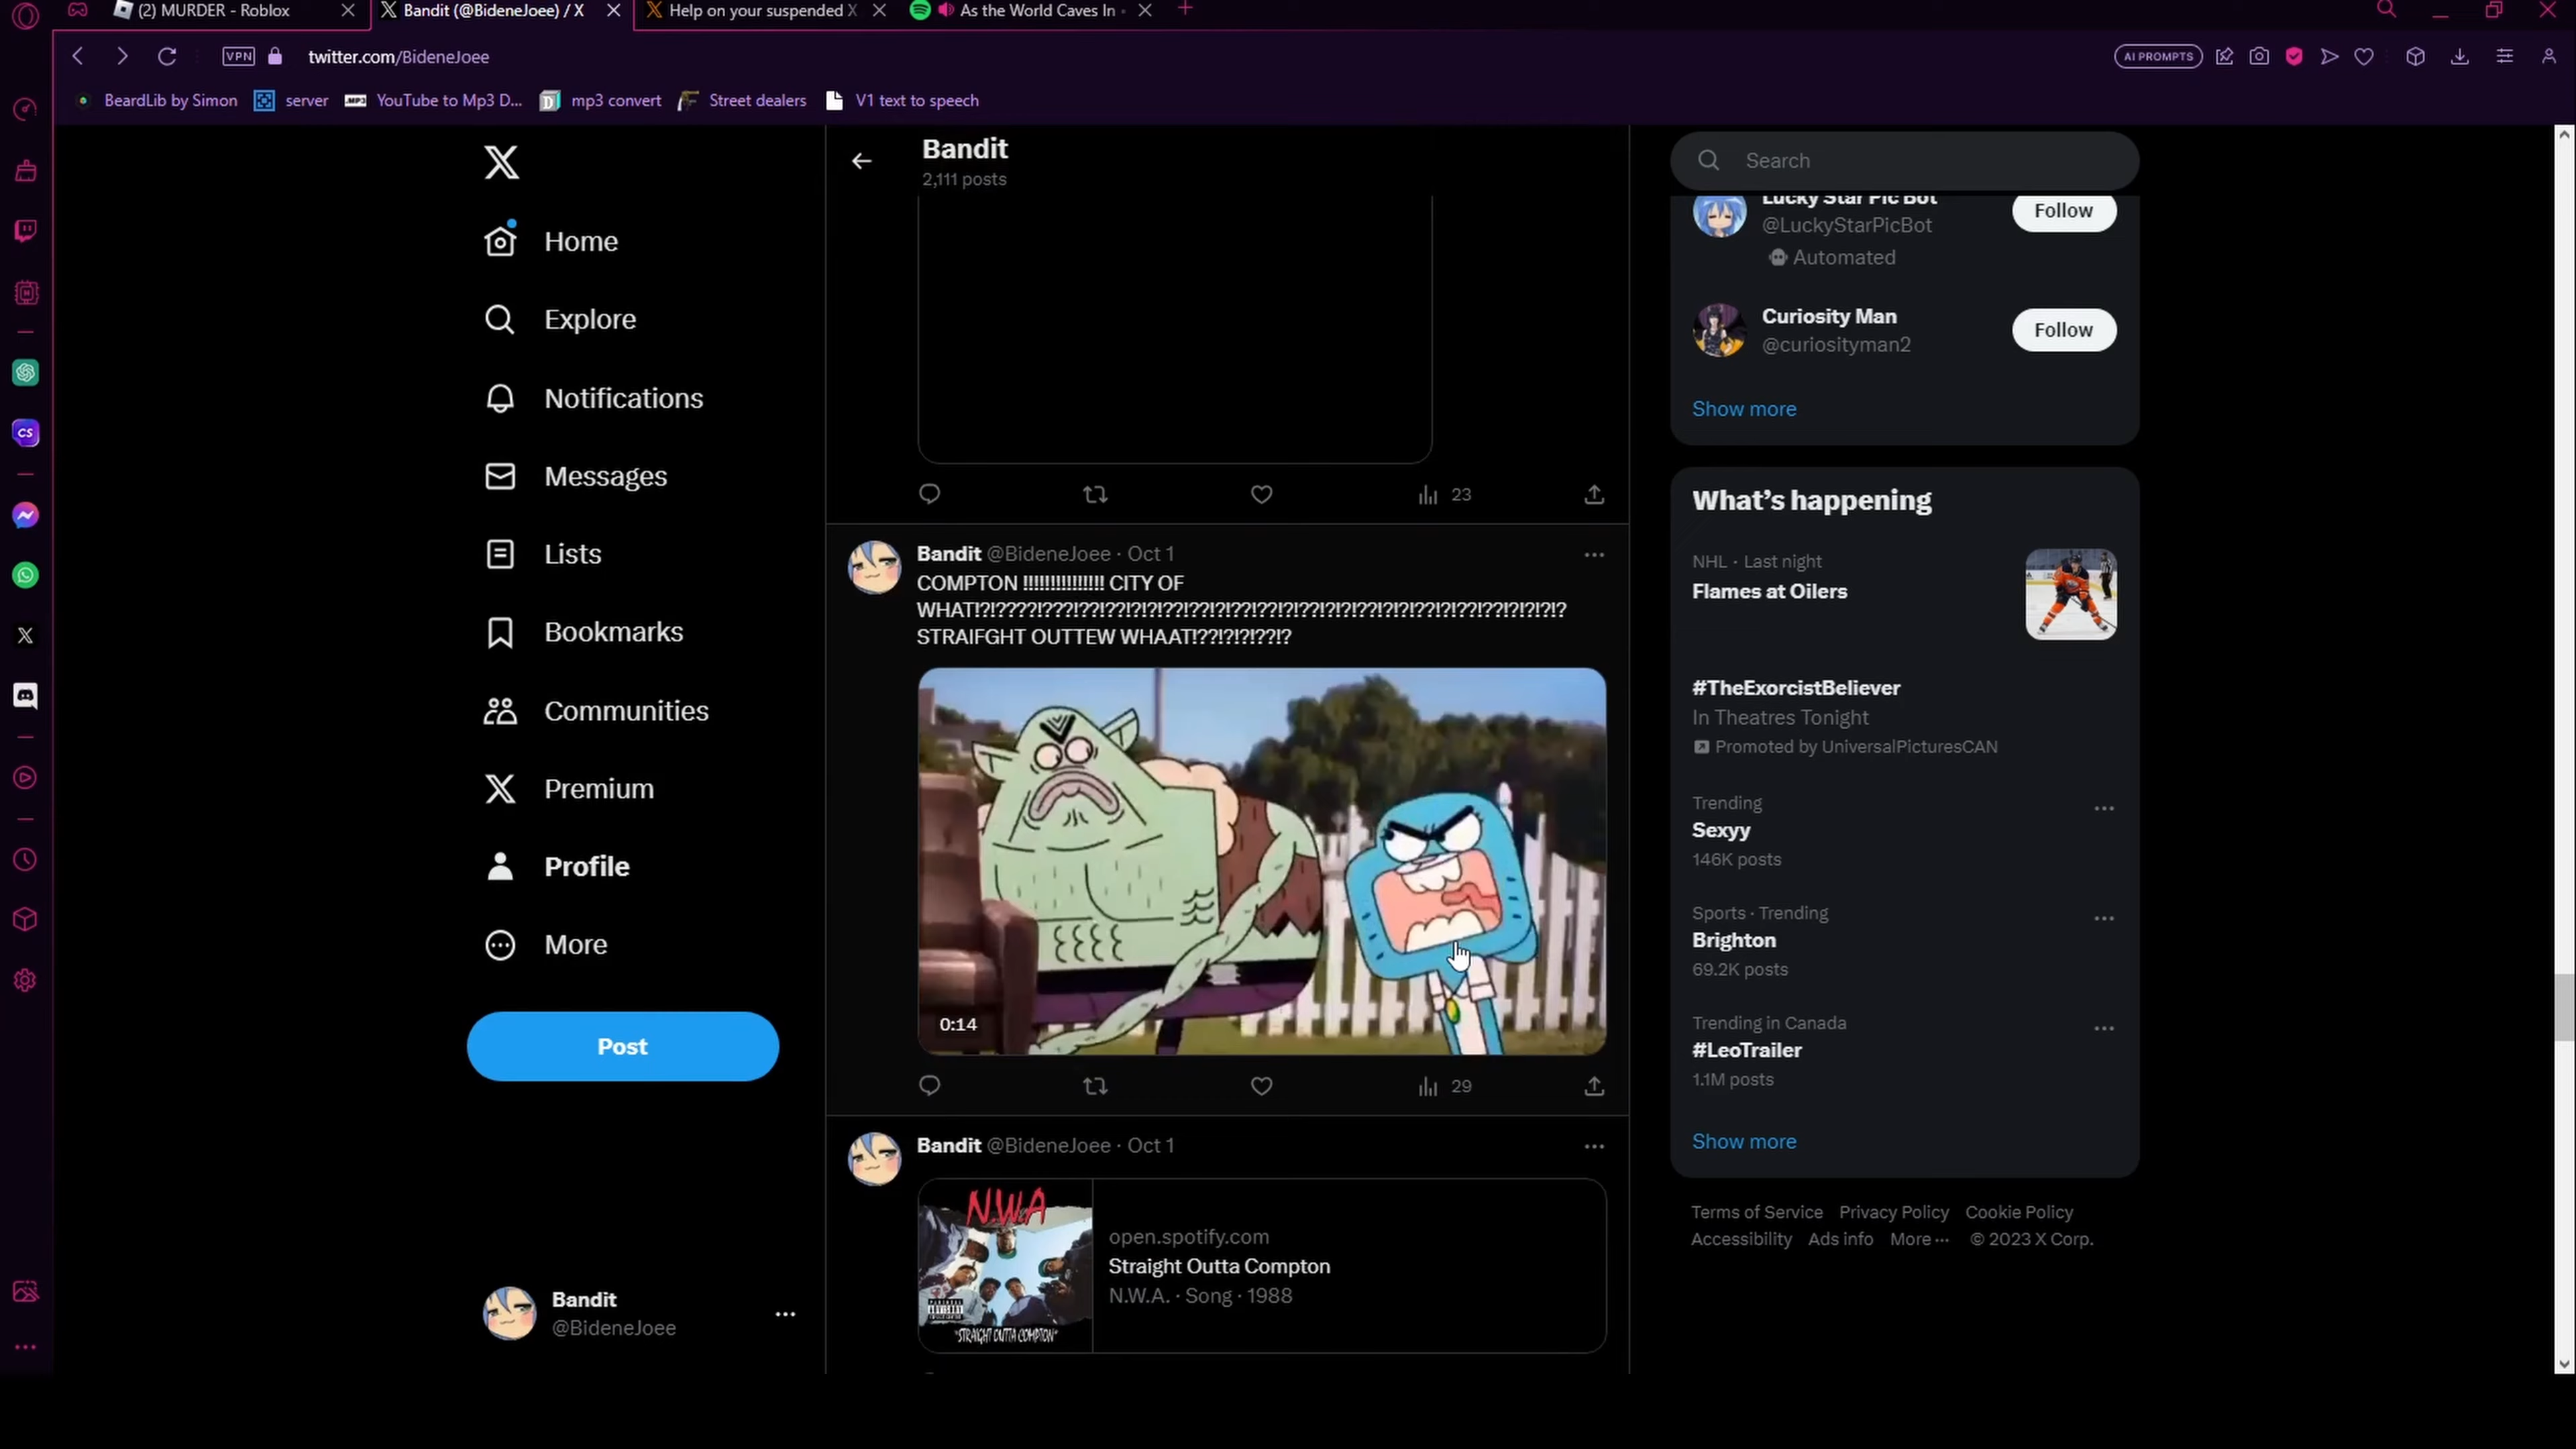 (2) MURDER - Roblox
Bandit (@BideneJoee) / X
Help on your suspended X
As the World Caves In
VPN
twitter.com/BideneJoee
AI PROMPTS
BeardLib by Simon
server
YouTube to Mp3 D...
mp3 convert
Street dealers
V1 text to speech
Home
Explore
Notifications
Messages
Lists
Bookmarks
Communities
Premium
Profile
More
Post
Bandit
@BideneJoee
Bandit
2,111 posts
23
Bandit @BideneJoee · Oct 1
COMPTON !!!!!!!!!!!!!!! CITY OF
WHAT!?!????!???!??!??!?!?!?!??!??!?!??!??!?!??!?!?!??!?!?!??!?!??!??!?!?!?!?
STRAIFGHT OUTTEW WHAAT!??!?!?!??!?
0:14
29
Bandit @BideneJoee · Oct 1
N.W.A
"STRAIGHT OUTTA COMPTON"
open.spotify.com
Straight Outta Compton
N.W.A. · Song · 1988
Search
Lucky Star Pic Bot
@LuckyStarPicBot
Automated
Follow
Curiosity Man
@curiosityman2
Follow
Show more
What's happening
NHL · Last night
Flames at Oilers
#TheExorcistBeliever
In Theatres Tonight
Promoted by UniversalPicturesCAN
Trending
Sexyy
146K posts
Sports · Trending
Brighton
69.2K posts
Trending in Canada
#LeoTrailer
1.1M posts
Show more
Terms of Service Privacy Policy Cookie Policy
Accessibility Ads info More ··· © 2023 X Corp.